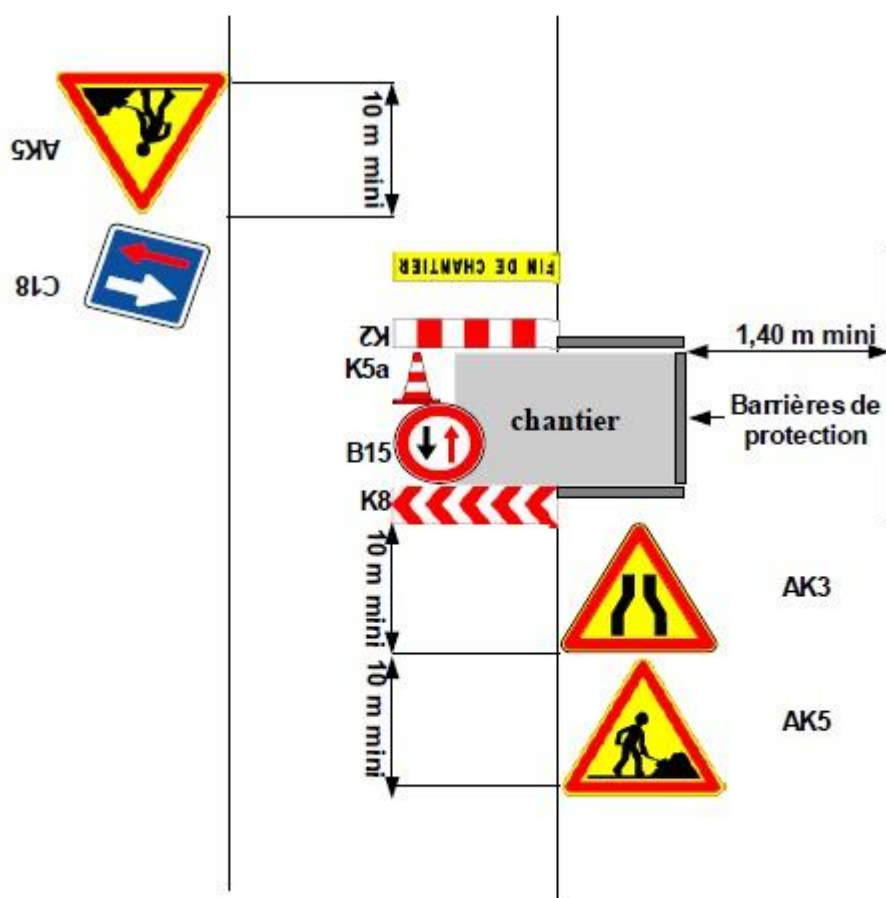 10 m mini
AK5
C18
FIN DE CHANTIER
K2
1,40 m mini
K5a
chantier
Barrières de
protection
B15
K8
10 m mini
AK3
10 m mini
AK5